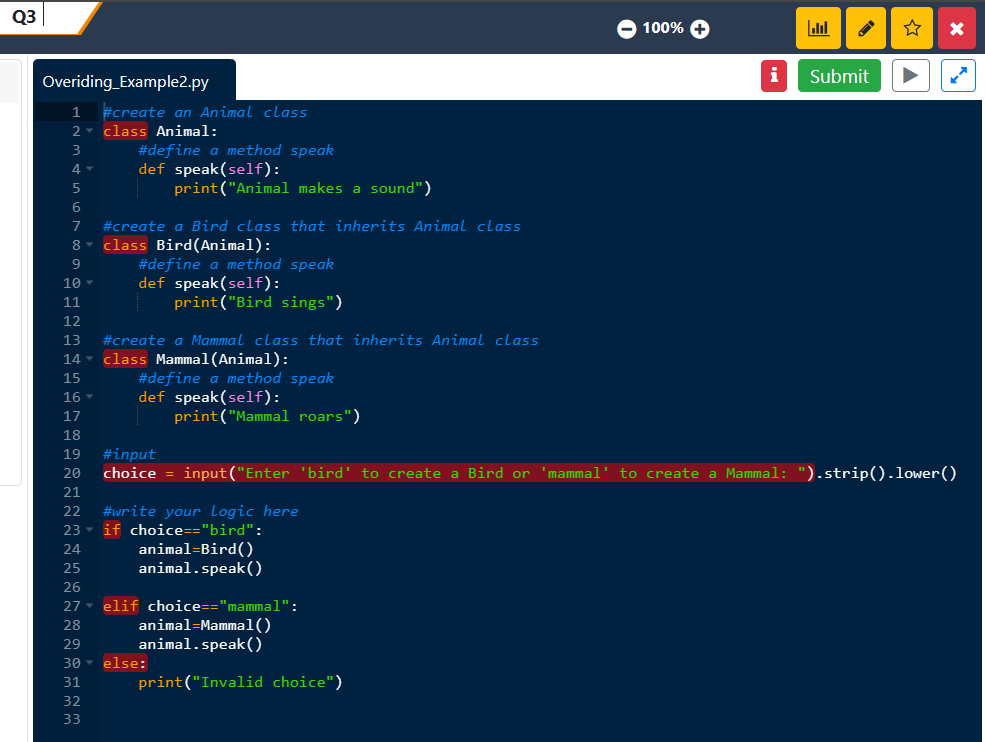 Q3
100%
Overiding_Example2.py
Submit
1 #create an Animal class
2 class Animal:
3     #define a method speak
4     def speak(self):
5         print("Animal makes a sound")
6
7 #create a Bird class that inherits Animal class
8 class Bird(Animal):
9     #define a method speak
10     def speak(self):
11         print("Bird sings")
12
13 #create a Mammal class that inherits Animal class
14 class Mammal(Animal):
15     #define a method speak
16     def speak(self):
17         print("Mammal roars")
18
19 #input
20 choice = input("Enter 'bird' to create a Bird or 'mammal' to create a Mammal: ").strip().lower()
21
22 #write your logic here
23 if choice=="bird":
24     animal=Bird()
25     animal.speak()
26
27 elif choice=="mammal":
28     animal=Mammal()
29     animal.speak()
30 else:
31     print("Invalid choice")
32
33